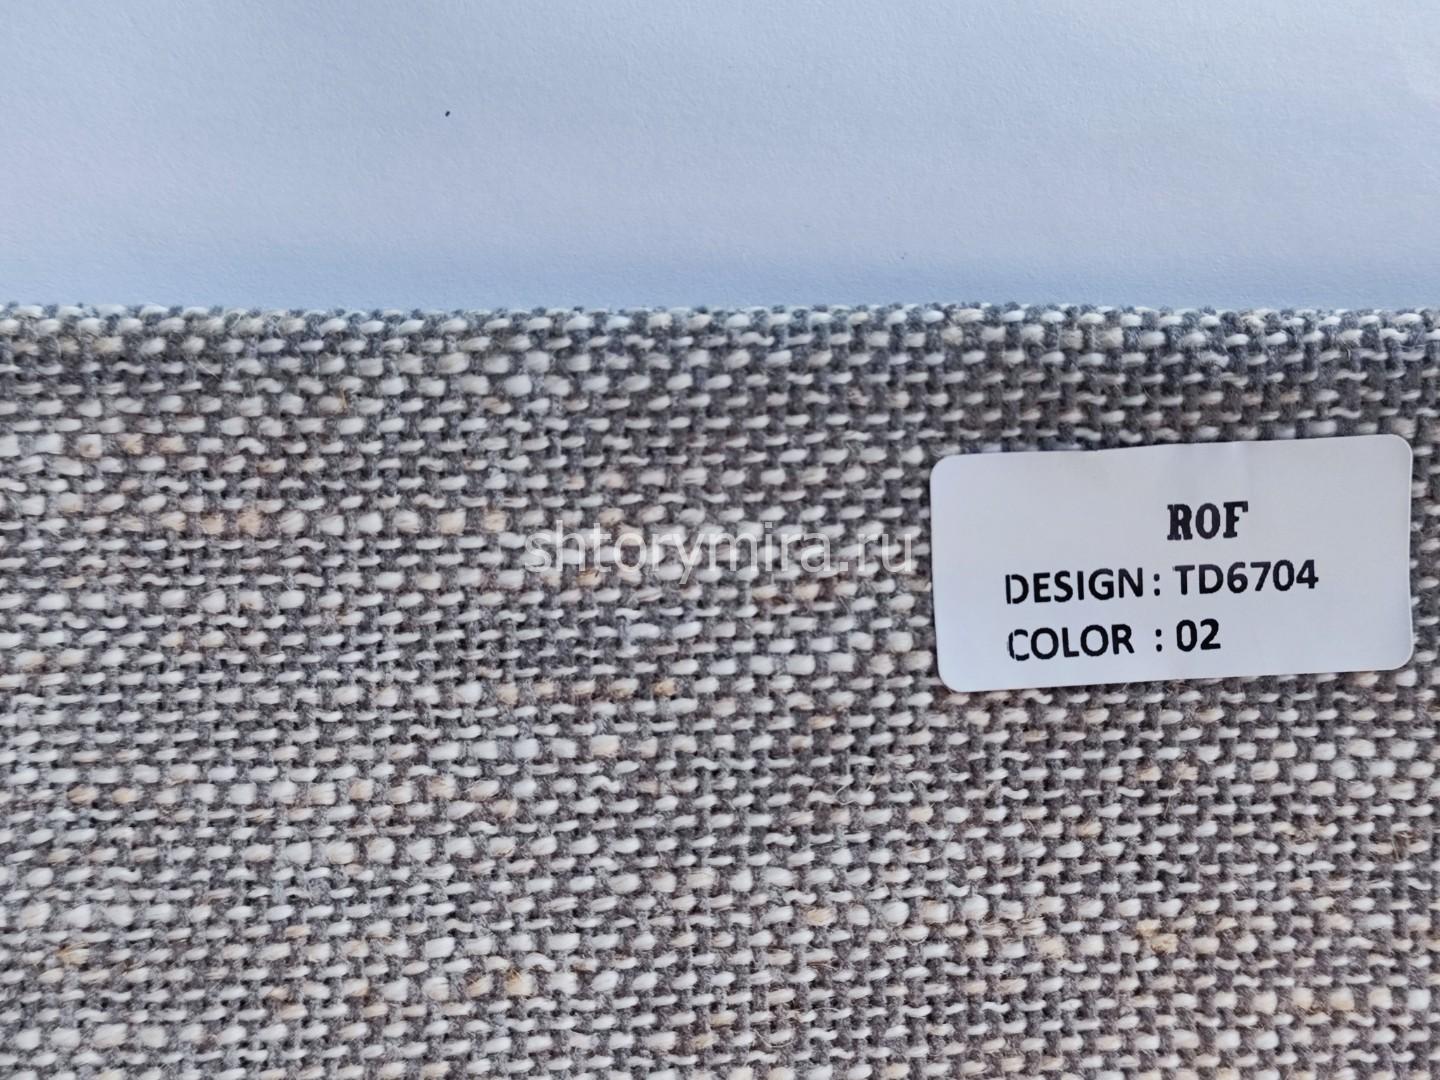 ROF
DESIGN : TD6704
COLOR : 02
shtorymira.ru